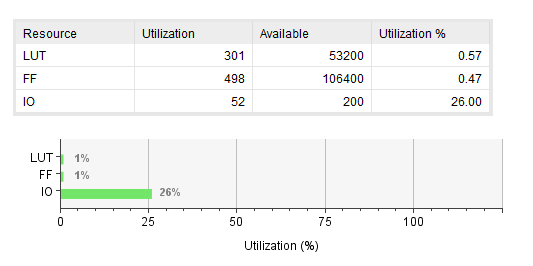 Resource Utilization Available Utilization %
LUT 301 53200 0.57
FF 498 106400 0.47
IO 52 200 26.00
LUT 1%
FF 1%
IO 26%
0 25 50 75 100
Utilization (%)